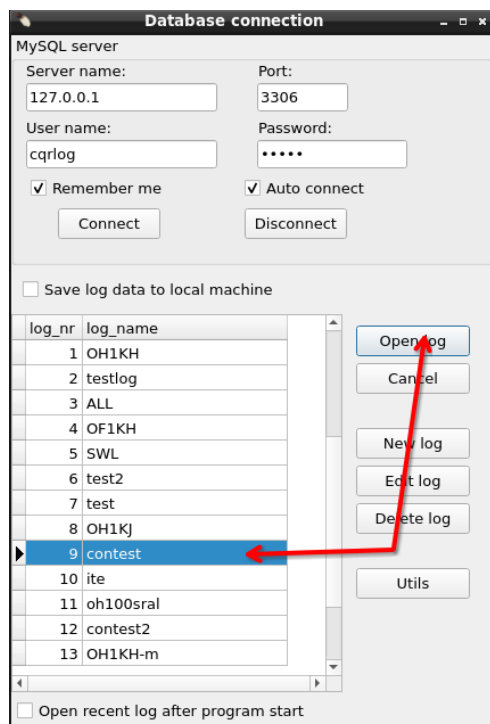 Database connection
MySQL server
Server name: Port:
127.0.0.1 3306
User name: Password:
cqrlog •••••
Remember me Auto connect
Connect Disconnect
Save log data to local machine
log_nr log_name
1 OH1KH
2 testlog
3 ALL
4 OF1KH
5 SWL
6 test2
7 test
8 OH1KJ
9 contest
10 ite
11 oh100sral
12 contest2
13 OH1KH-m
Open log
Cancel
New log
Edit log
Delete log
Utils
Open recent log after program start